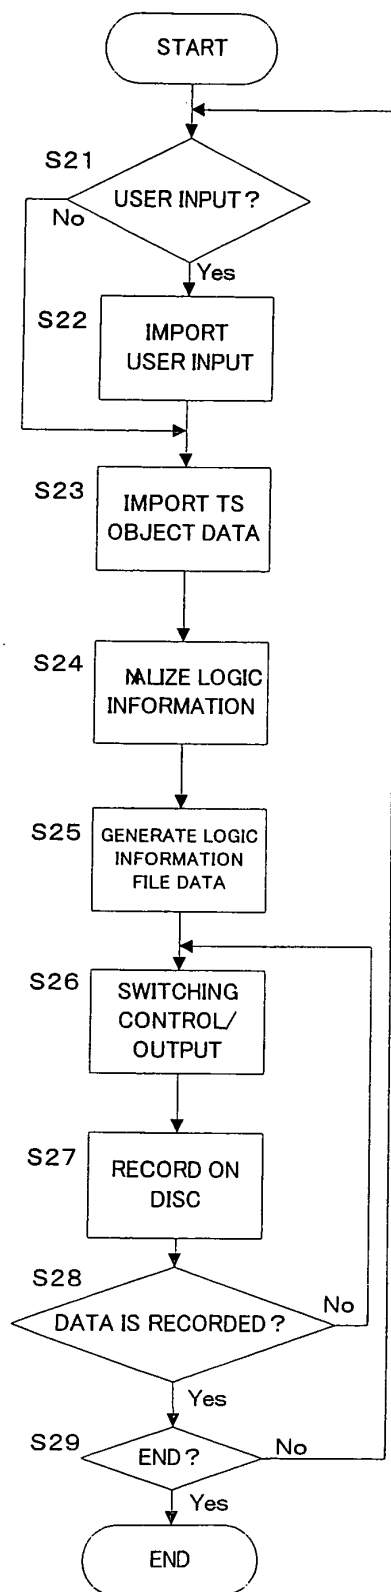 START
S21
USER INPUT?
No
Yes
S22
IMPORT
USER INPUT
S23
IMPORT TS
OBJECT DATA
S24
LOGIC
INFORMATION
S25
GENERATE LOGIC
INFORMATION
FILE DATA
S26
SWITCHING
CONTROL/
OUTPUT
S27
RECORD ON
DISC
S28
DATA IS RECORDED?
No
Yes
S29
END?
No
Yes
END